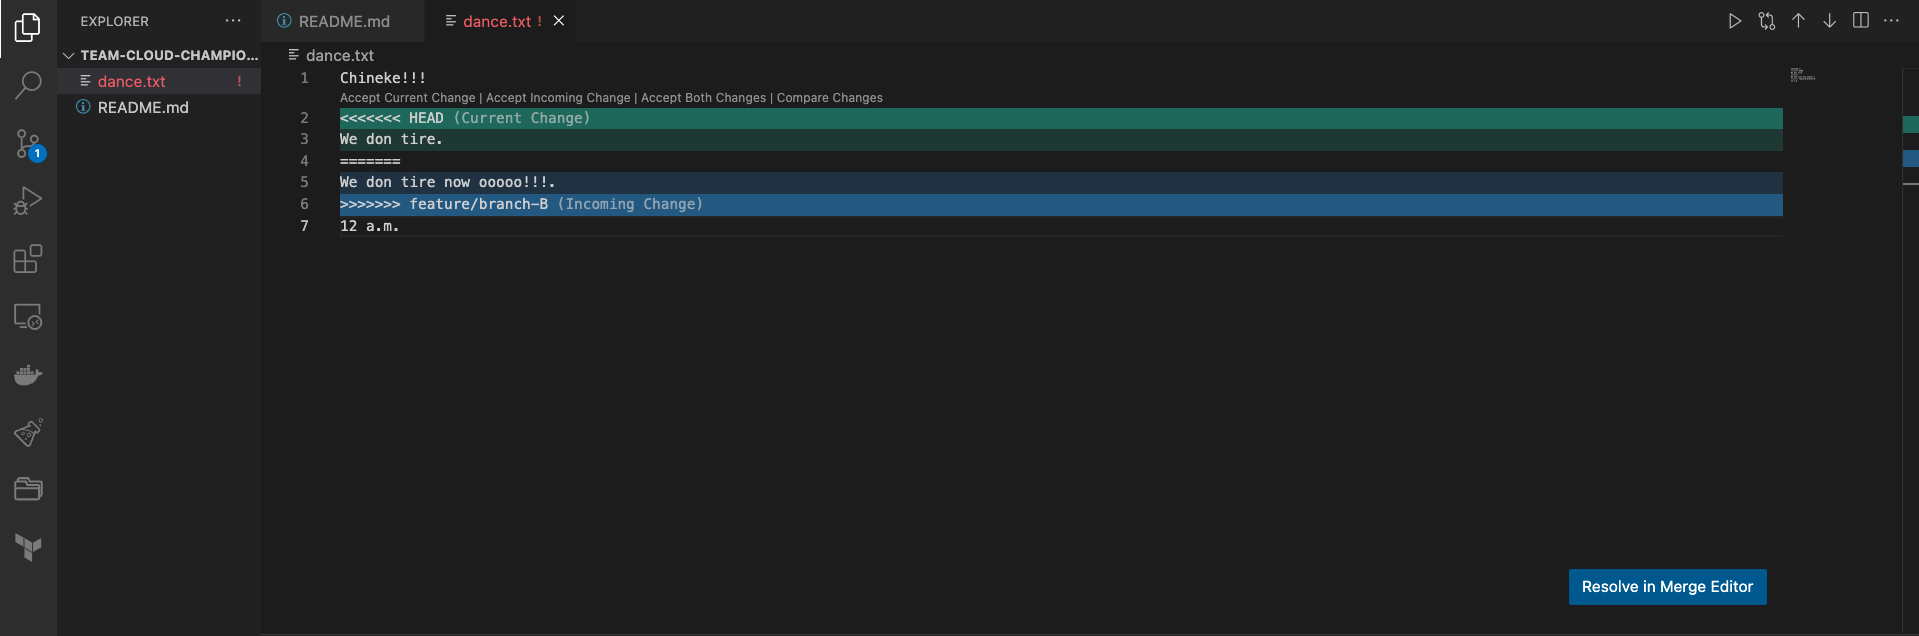 EXPLORER ...
TEAM-CLOUD-CHAMPIO...
dance.txt !
README.md
1
README.md
dance.txt !
dance.txt
1 Chineke!!!
Accept Current Change | Accept Incoming Change | Accept Both Changes | Compare Changes
2 <<<<<<< HEAD (Current Change)
3 We don tire.
4 =======
5 We don tire now ooooo!!!.
6 >>>>>>> feature/branch-B (Incoming Change)
7 12 a.m.
Resolve in Merge Editor